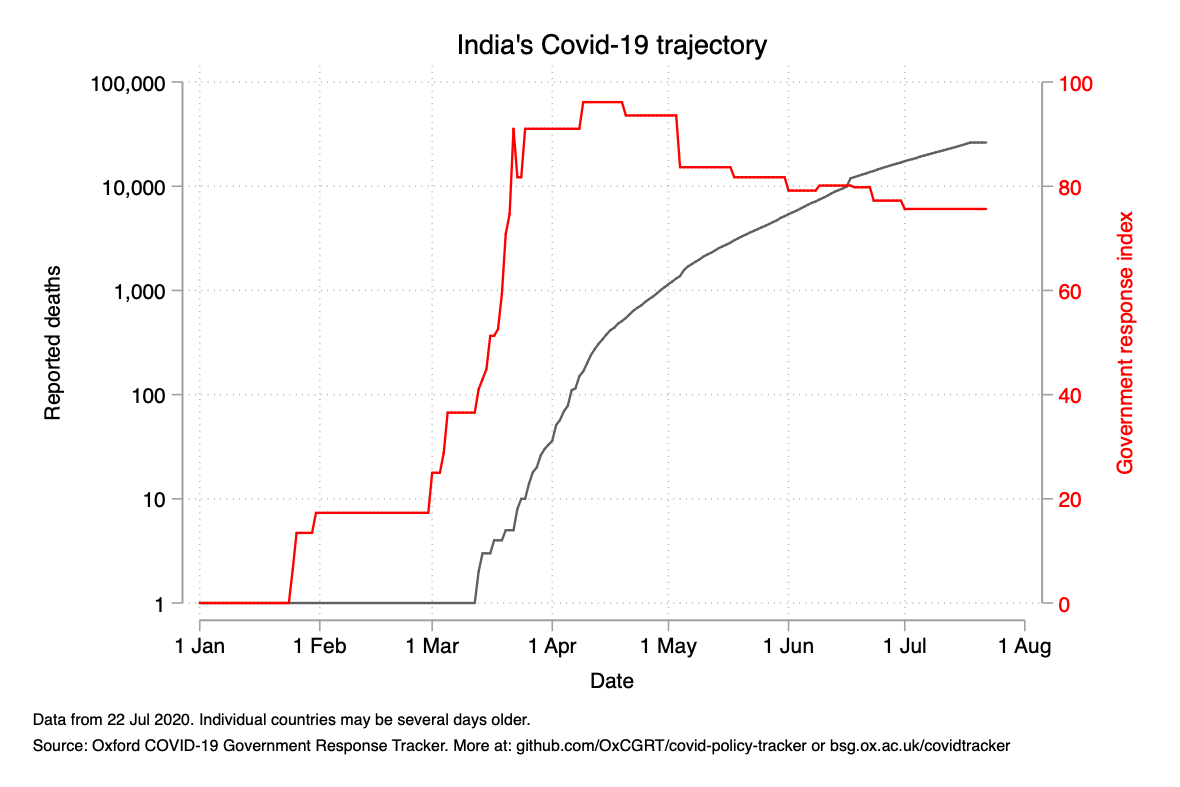 India's Covid-19 trajectory
100,000
10,000
1,000
100
10
1
Reported deaths
100
80
60
40
20
0
Government response index
1 Jan
1 Feb
1 Mar
1 Apr
1 May
1 Jun
1 Jul
1 Aug
Date
Data from 22 Jul 2020. Individual countries may be several days older.
Source: Oxford COVID-19 Government Response Tracker. More at: github.com/OxCGRT/covid-policy-tracker or bsg.ox.ac.uk/covidtracker